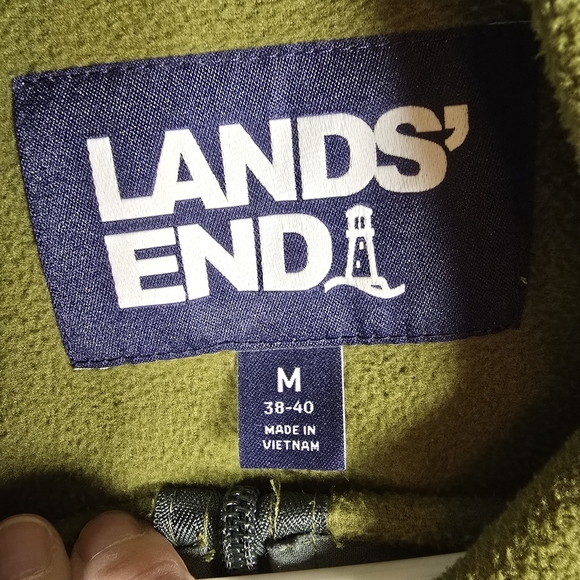 LANDS'
END
M
38-40
MADE IN
VIETNAM